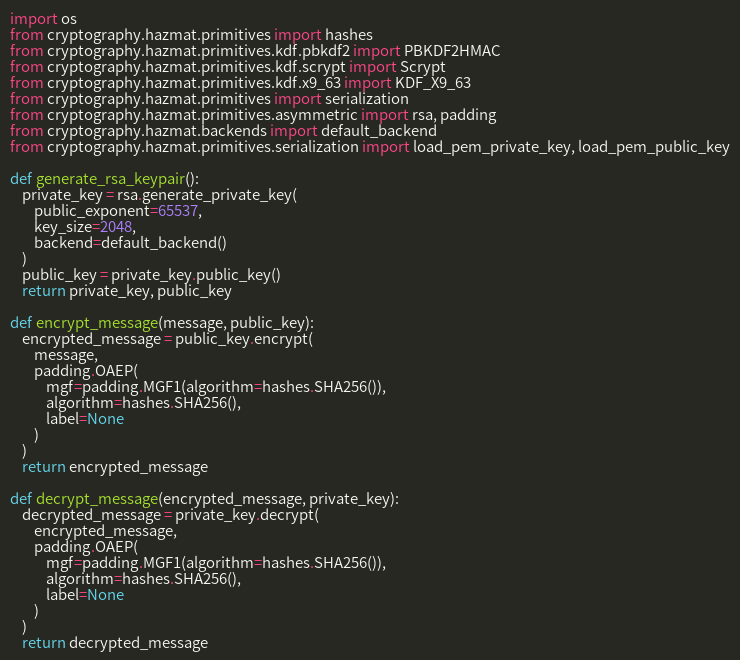 import os
from cryptography.hazmat.primitives import hashes
from cryptography.hazmat.primitives.kdf.pbkdf2 import PBKDF2HMAC
from cryptography.hazmat.primitives.kdf.scrypt import Scrypt
from cryptography.hazmat.primitives.kdf.x9_63 import KDF_X9_63
from cryptography.hazmat.primitives import serialization
from cryptography.hazmat.primitives.asymmetric import rsa, padding
from cryptography.hazmat.backends import default_backend
from cryptography.hazmat.primitives.serialization import load_pem_private_key, load_pem_public_key

def generate_rsa_keypair():
    private_key = rsa.generate_private_key(
        public_exponent=65537,
        key_size=2048,
        backend=default_backend()
    )
    public_key = private_key.public_key()
    return private_key, public_key

def encrypt_message(message, public_key):
    encrypted_message = public_key.encrypt(
        message,
        padding.OAEP(
            mgf=padding.MGF1(algorithm=hashes.SHA256()),
            algorithm=hashes.SHA256(),
            label=None
        )
    )
    return encrypted_message

def decrypt_message(encrypted_message, private_key):
    decrypted_message = private_key.decrypt(
        encrypted_message,
        padding.OAEP(
            mgf=padding.MGF1(algorithm=hashes.SHA256()),
            algorithm=hashes.SHA256(),
            label=None
        )
    )
    return decrypted_message